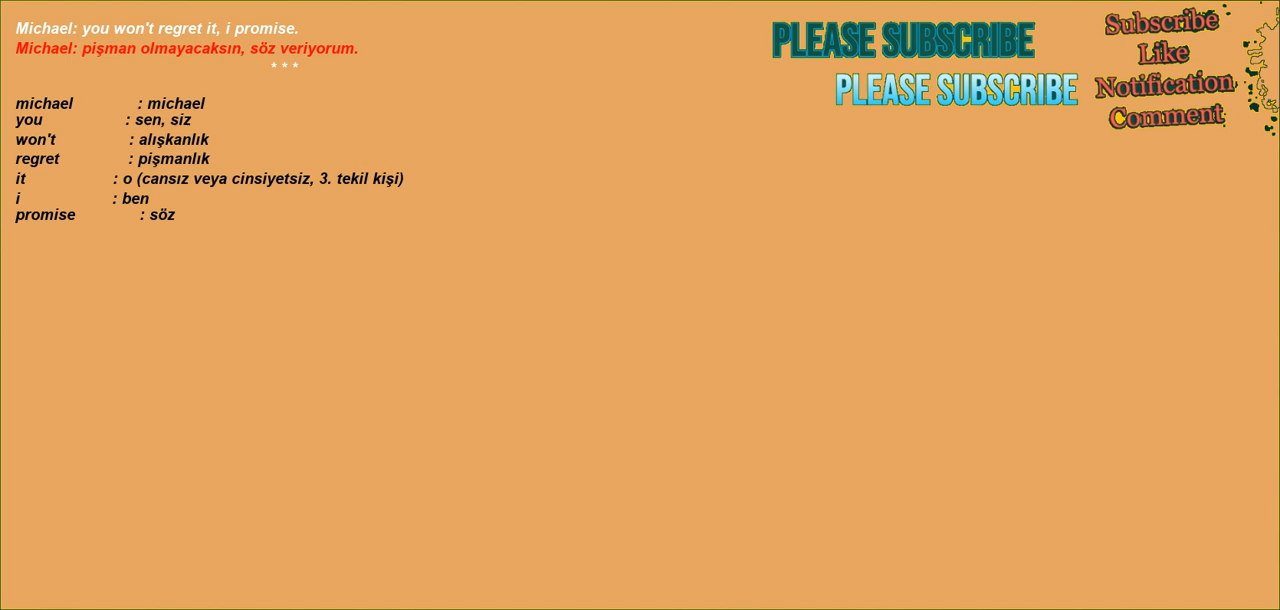 Michael: you won't regret it, i promise.
Michael: pişman olmayacaksın, söz veriyorum.
* * *
michael : michael
you : sen, siz
won't : alışkanlık
regret : pişmanlık
it : o (cansız veya cinsiyetsiz, 3. tekil kişi)
i : ben
promise : söz
PLEASE SUBSCRIBE
PLEASE SUBSCRIBE
Subscribe
Like
Notification
Comment